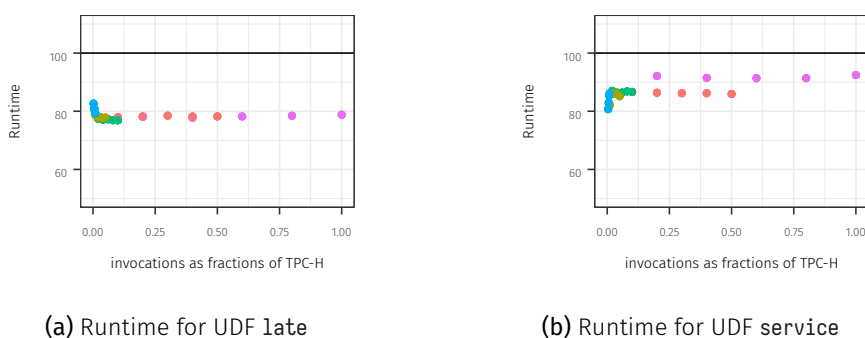 Runtime
100
80
60
0.00 0.25 0.50 0.75 1.00
invocations as fractions of TPC-H
(a) Runtime for UDF late
Runtime
100
80
60
0.00 0.25 0.50 0.75 1.00
invocations as fractions of TPC-H
(b) Runtime for UDF service